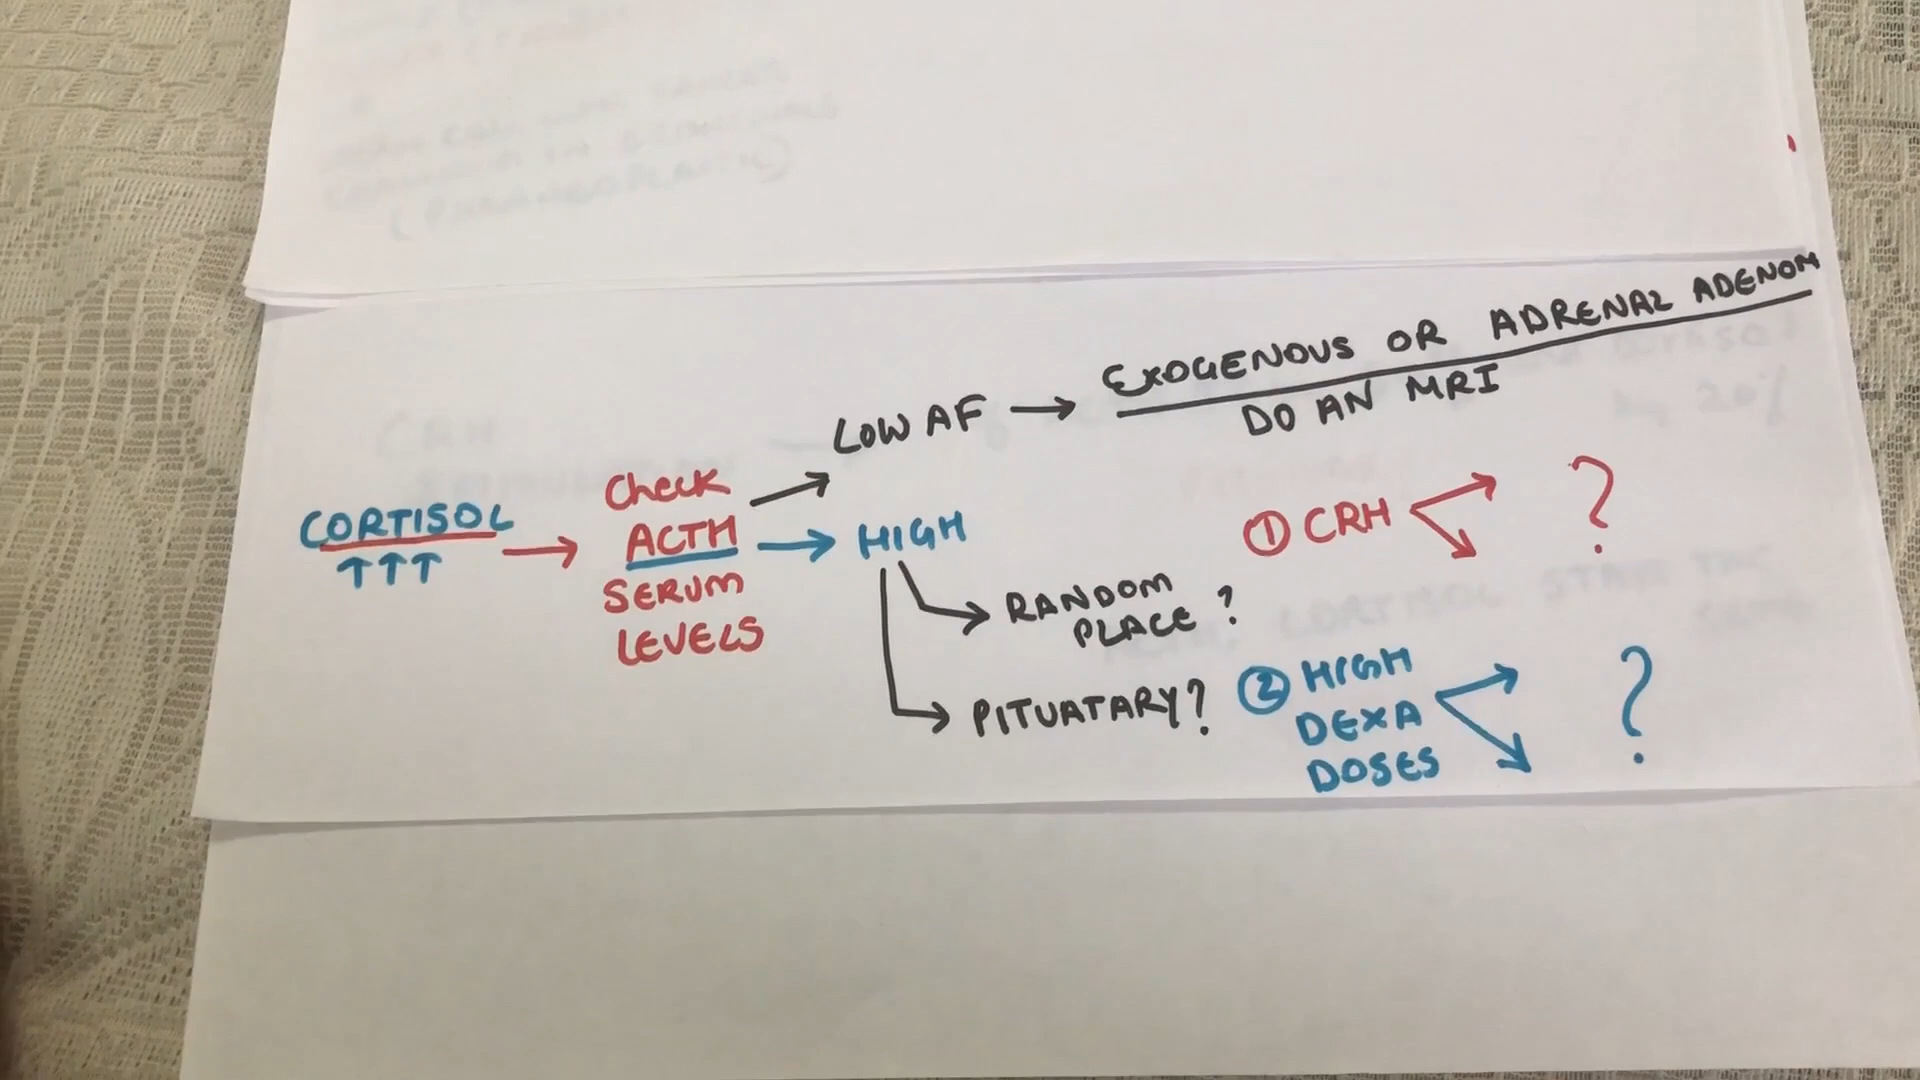 EXOGENOUS OR ADRENAL ADENOM
DO AN MRI
LOW AF
CORTISOL
↑↑↑
Check
ACTH
SERUM
LEVELS
HIGH
RANDOM
PLACE ?
PITUATARY?
① CRH
?
② HIGH
DEXA
DOSES
?